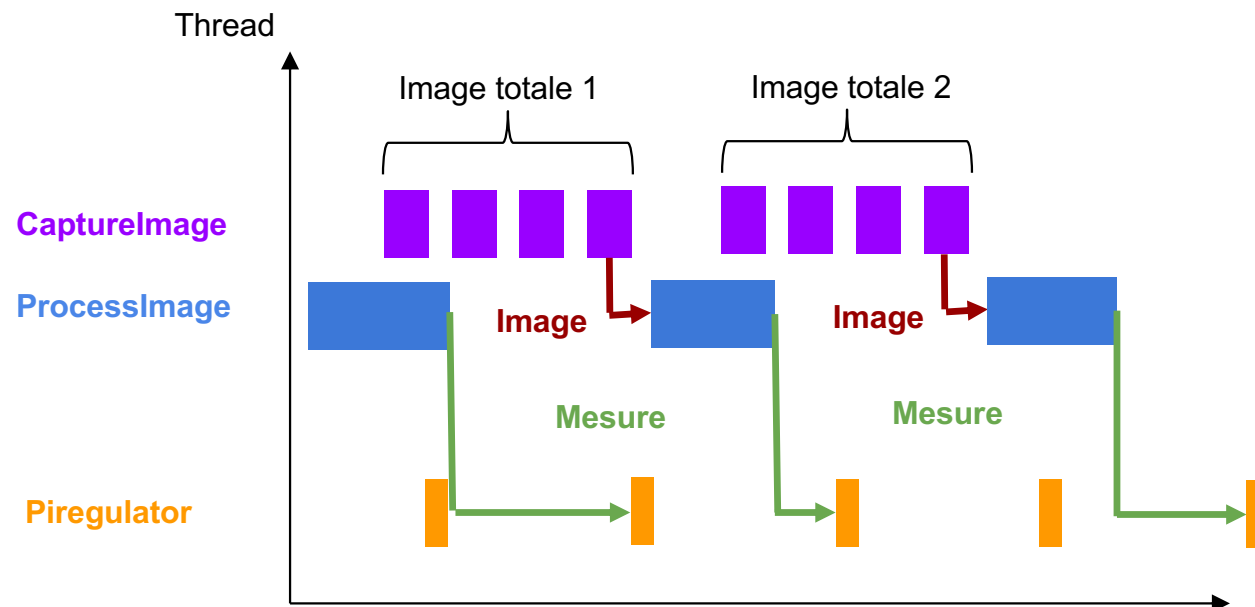 Thread
Image totale 1
Image totale 2
CaptureImage
ProcessImage
Image
Image
Mesure
Mesure
Piregulator